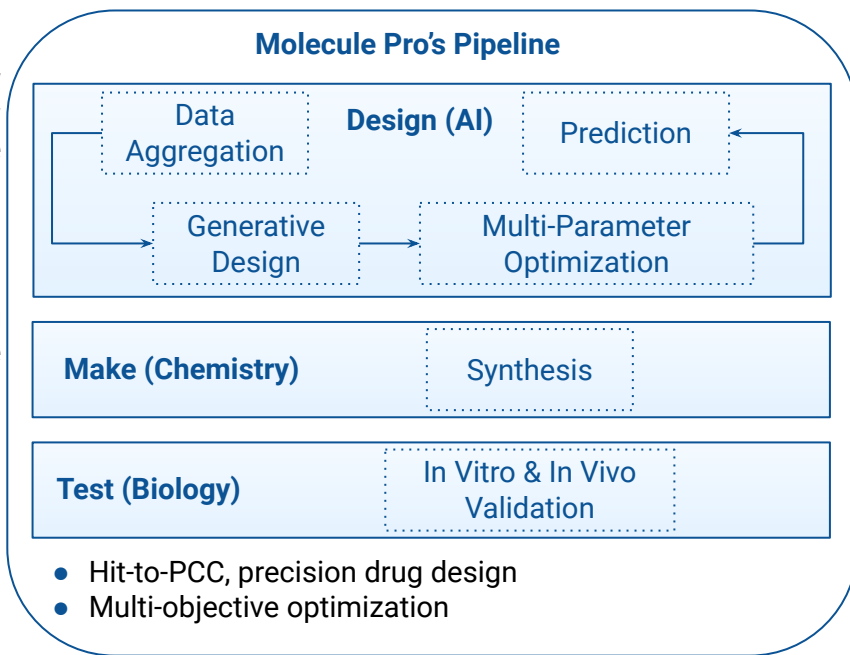 Molecule Pro's Pipeline
Data
Aggregation
Design (AI)
Prediction
Generative
Design
Multi-Parameter
Optimization
Make (Chemistry)
Synthesis
Test (Biology)
In Vitro & In Vivo
Validation
● Hit-to-PCC, precision drug design
● Multi-objective optimization